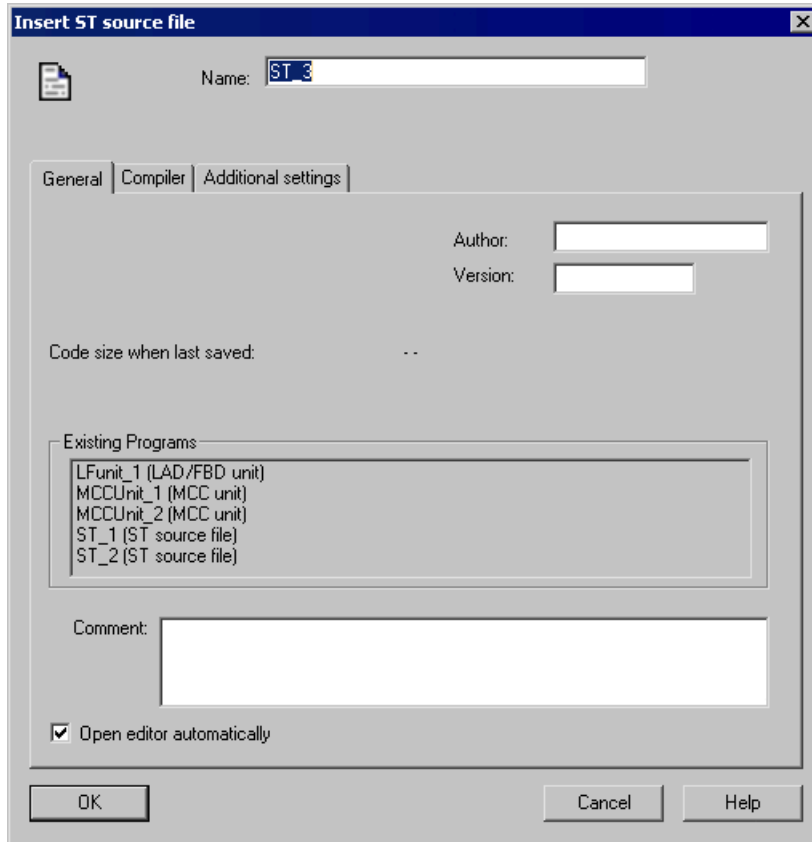 Insert ST source file
Name: ST_3
General Compiler Additional settings
Author:
Version:
Code size when last saved: - -
Existing Programs
LFunit_1 (LAD/FBD unit)
MCCUnit_1 (MCC unit)
MCCUnit_2 (MCC unit)
ST_1 (ST source file)
ST_2 (ST source file)
Comment:
Open editor automatically
OK Cancel Help